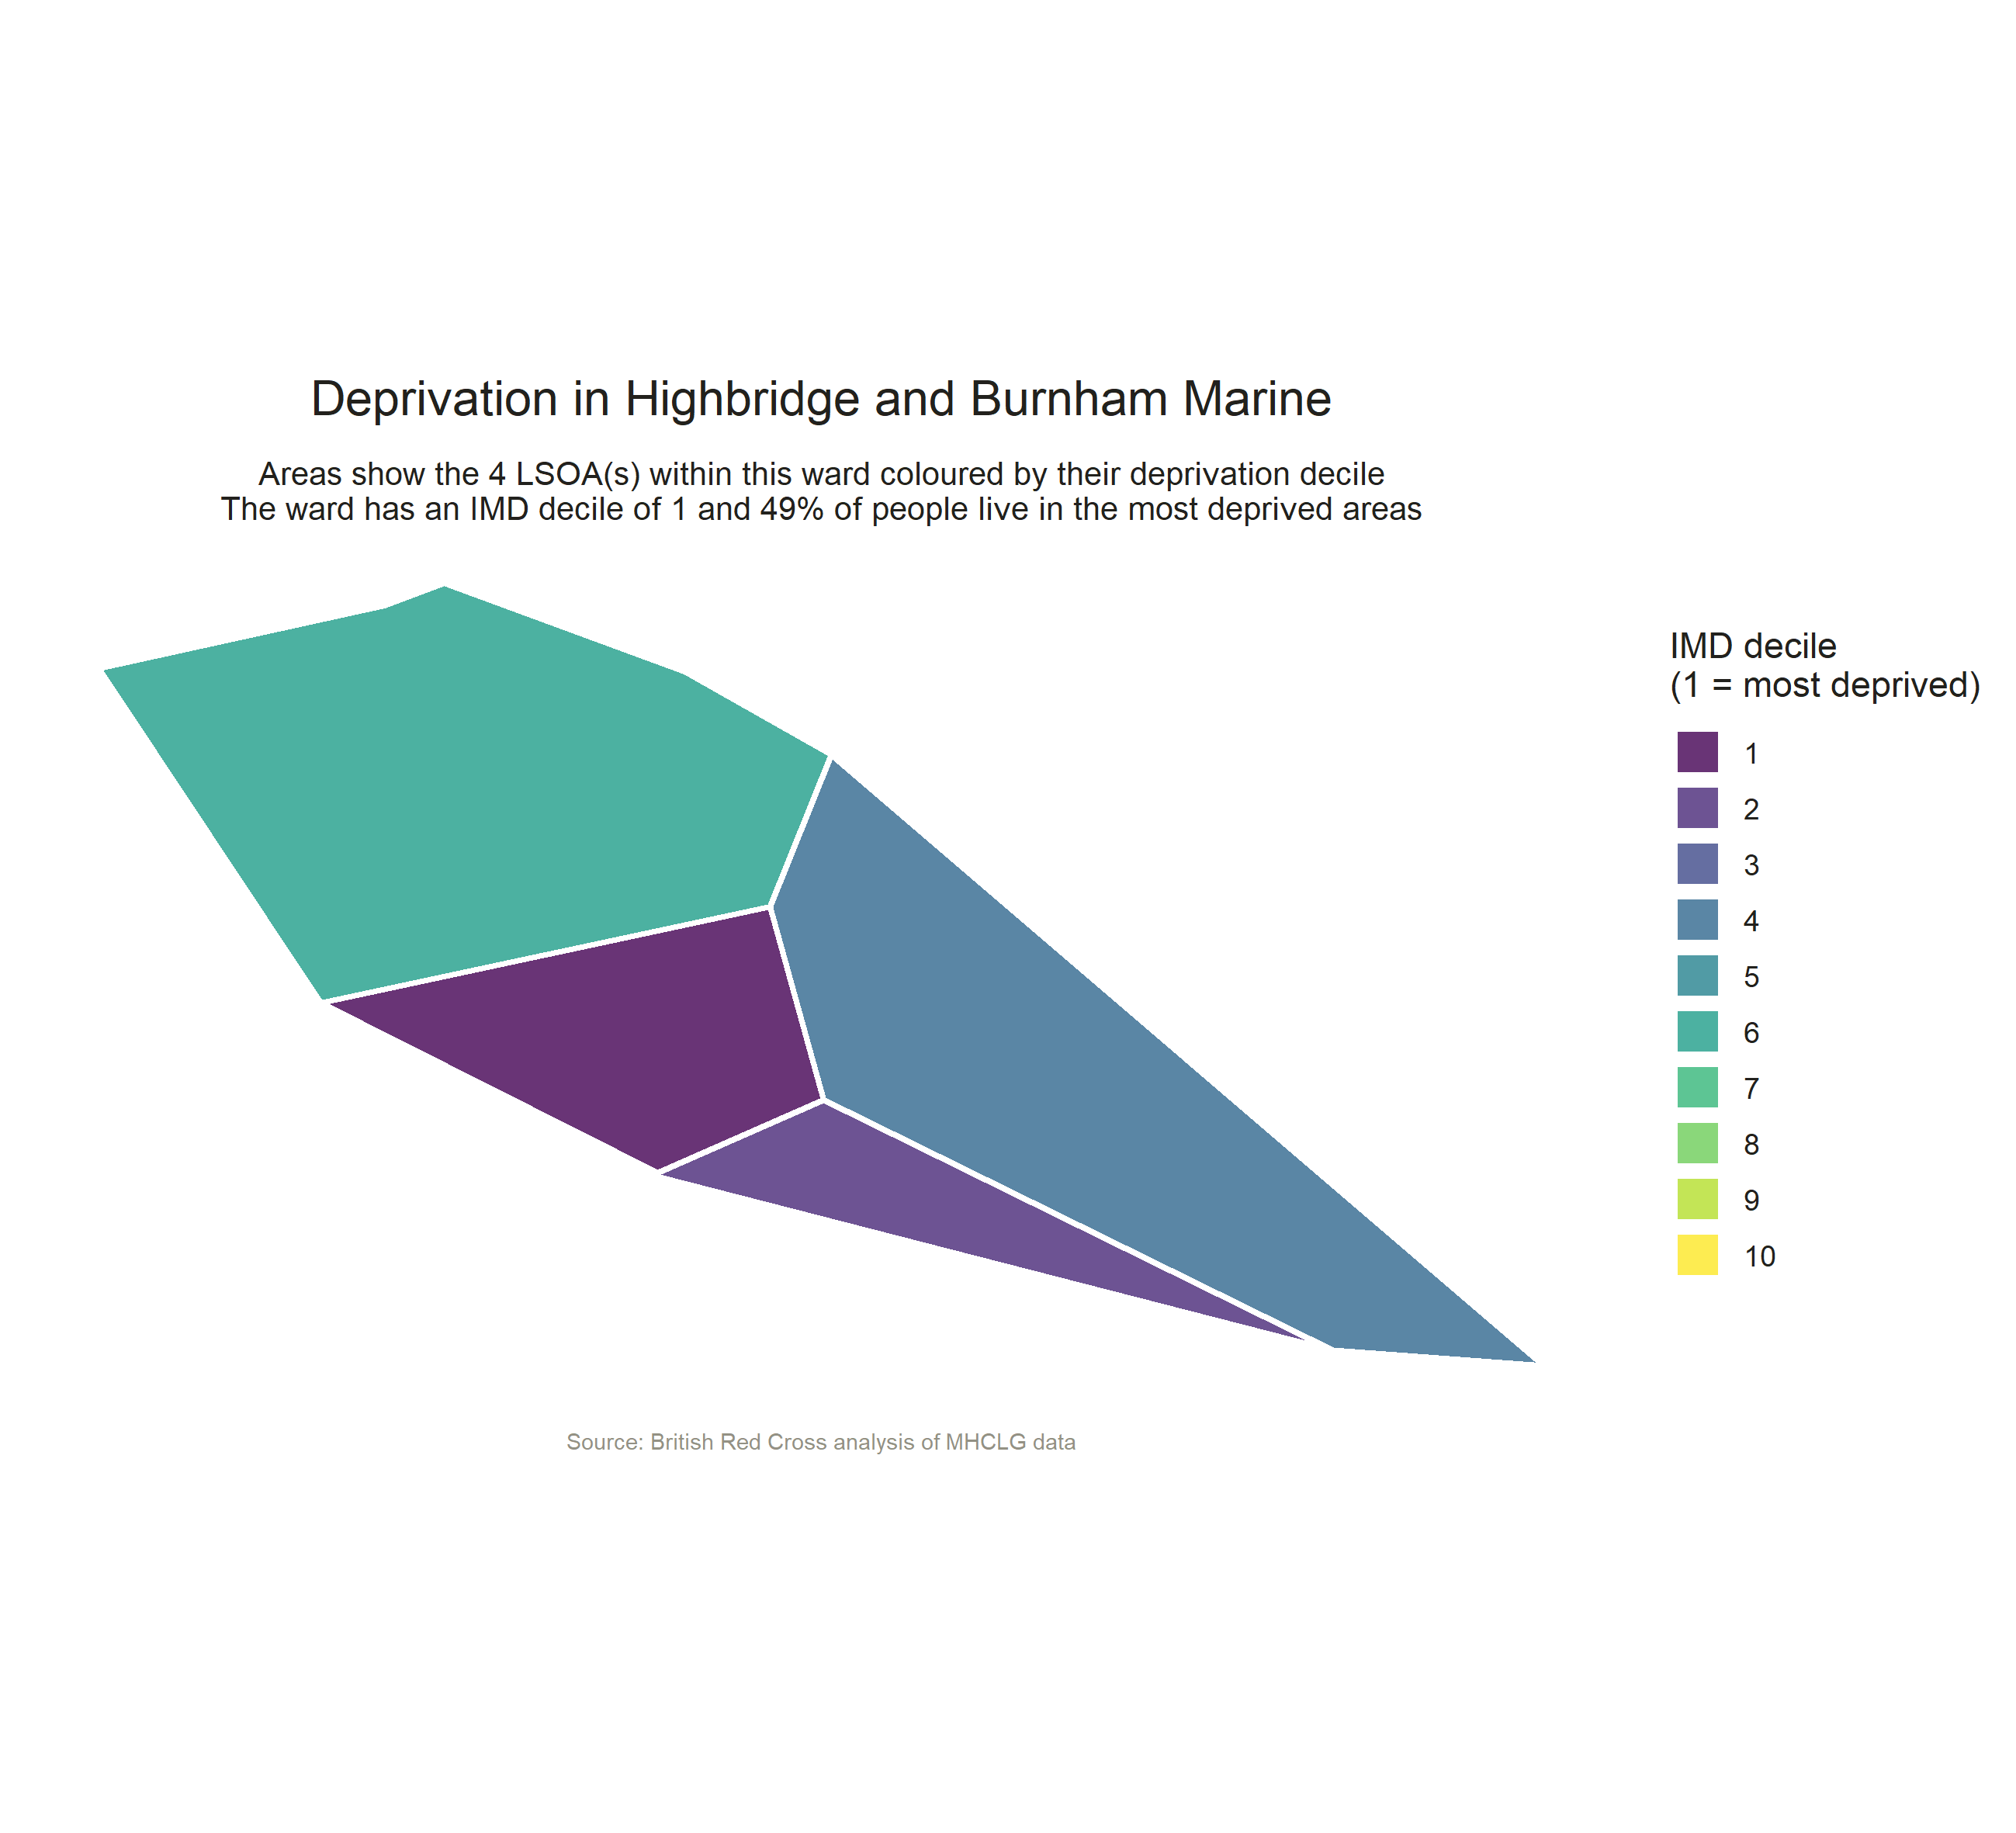 Deprivation in Highbridge and Burnham Marine
Areas show the 4 LSOA(s) within this ward coloured by their deprivation decile
The ward has an IMD decile of 1 and 49% of people live in the most deprived areas
IMD decile
(1 = most deprived)
1
2
3
4
5
6
7
8
9
10
Source: British Red Cross analysis of MHCLG data